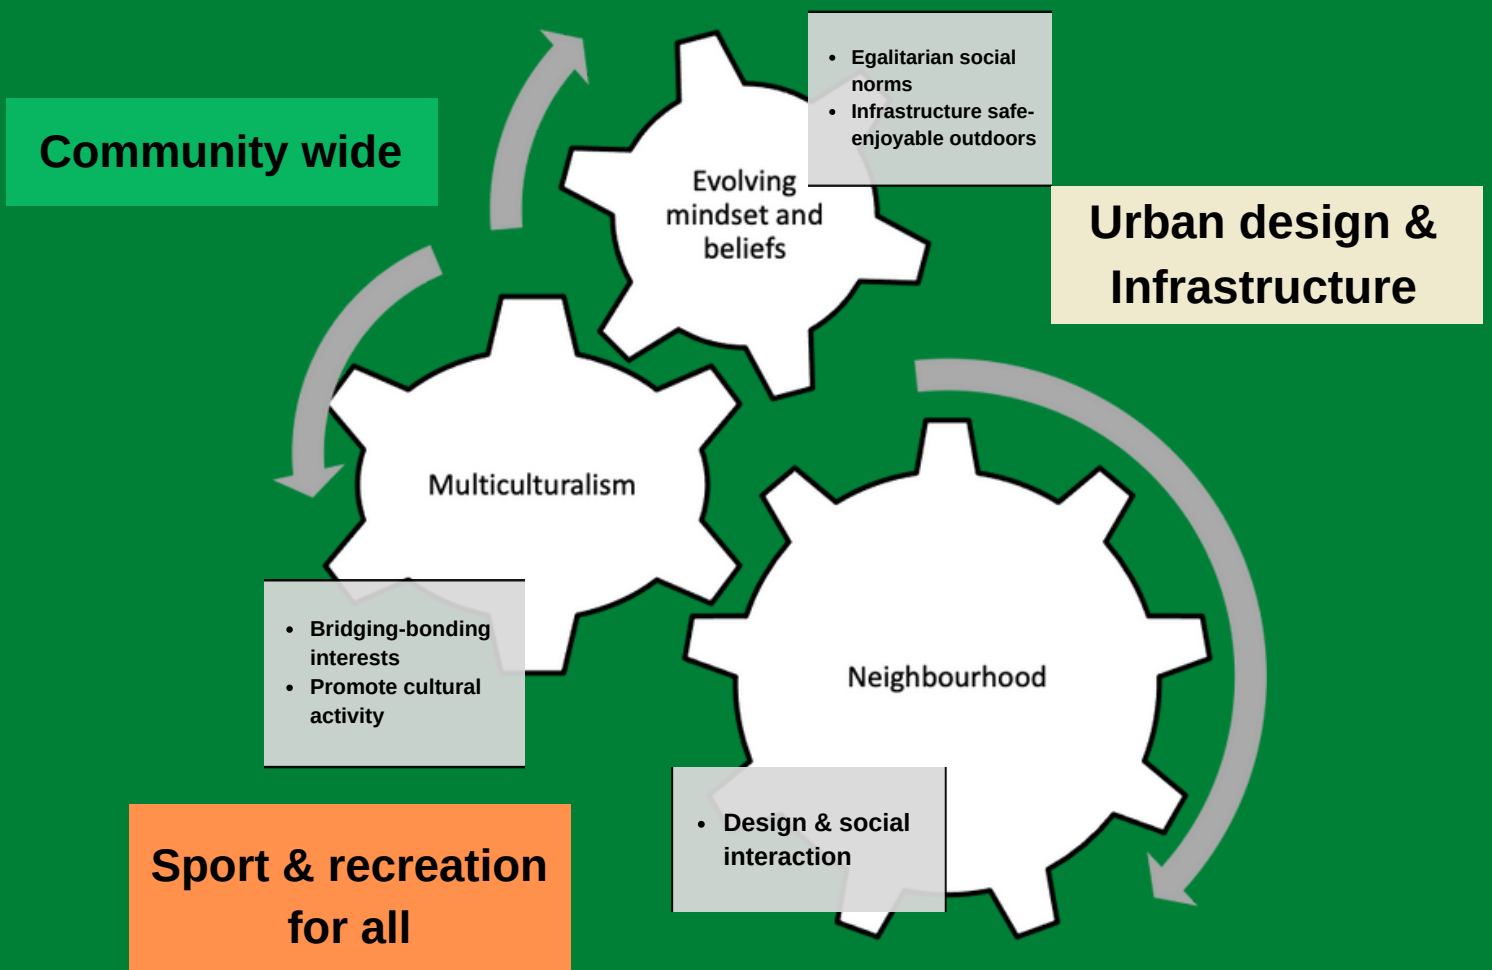 Community wide
• Egalitarian social
norms
• Infrastructure safe-
enjoyable outdoors
Evolving
mindset and
beliefs
Urban design &
Infrastructure
Multiculturalism
• Bridging-bonding
interests
• Promote cultural
activity
Neighbourhood
• Design & social
interaction
Sport & recreation
for all